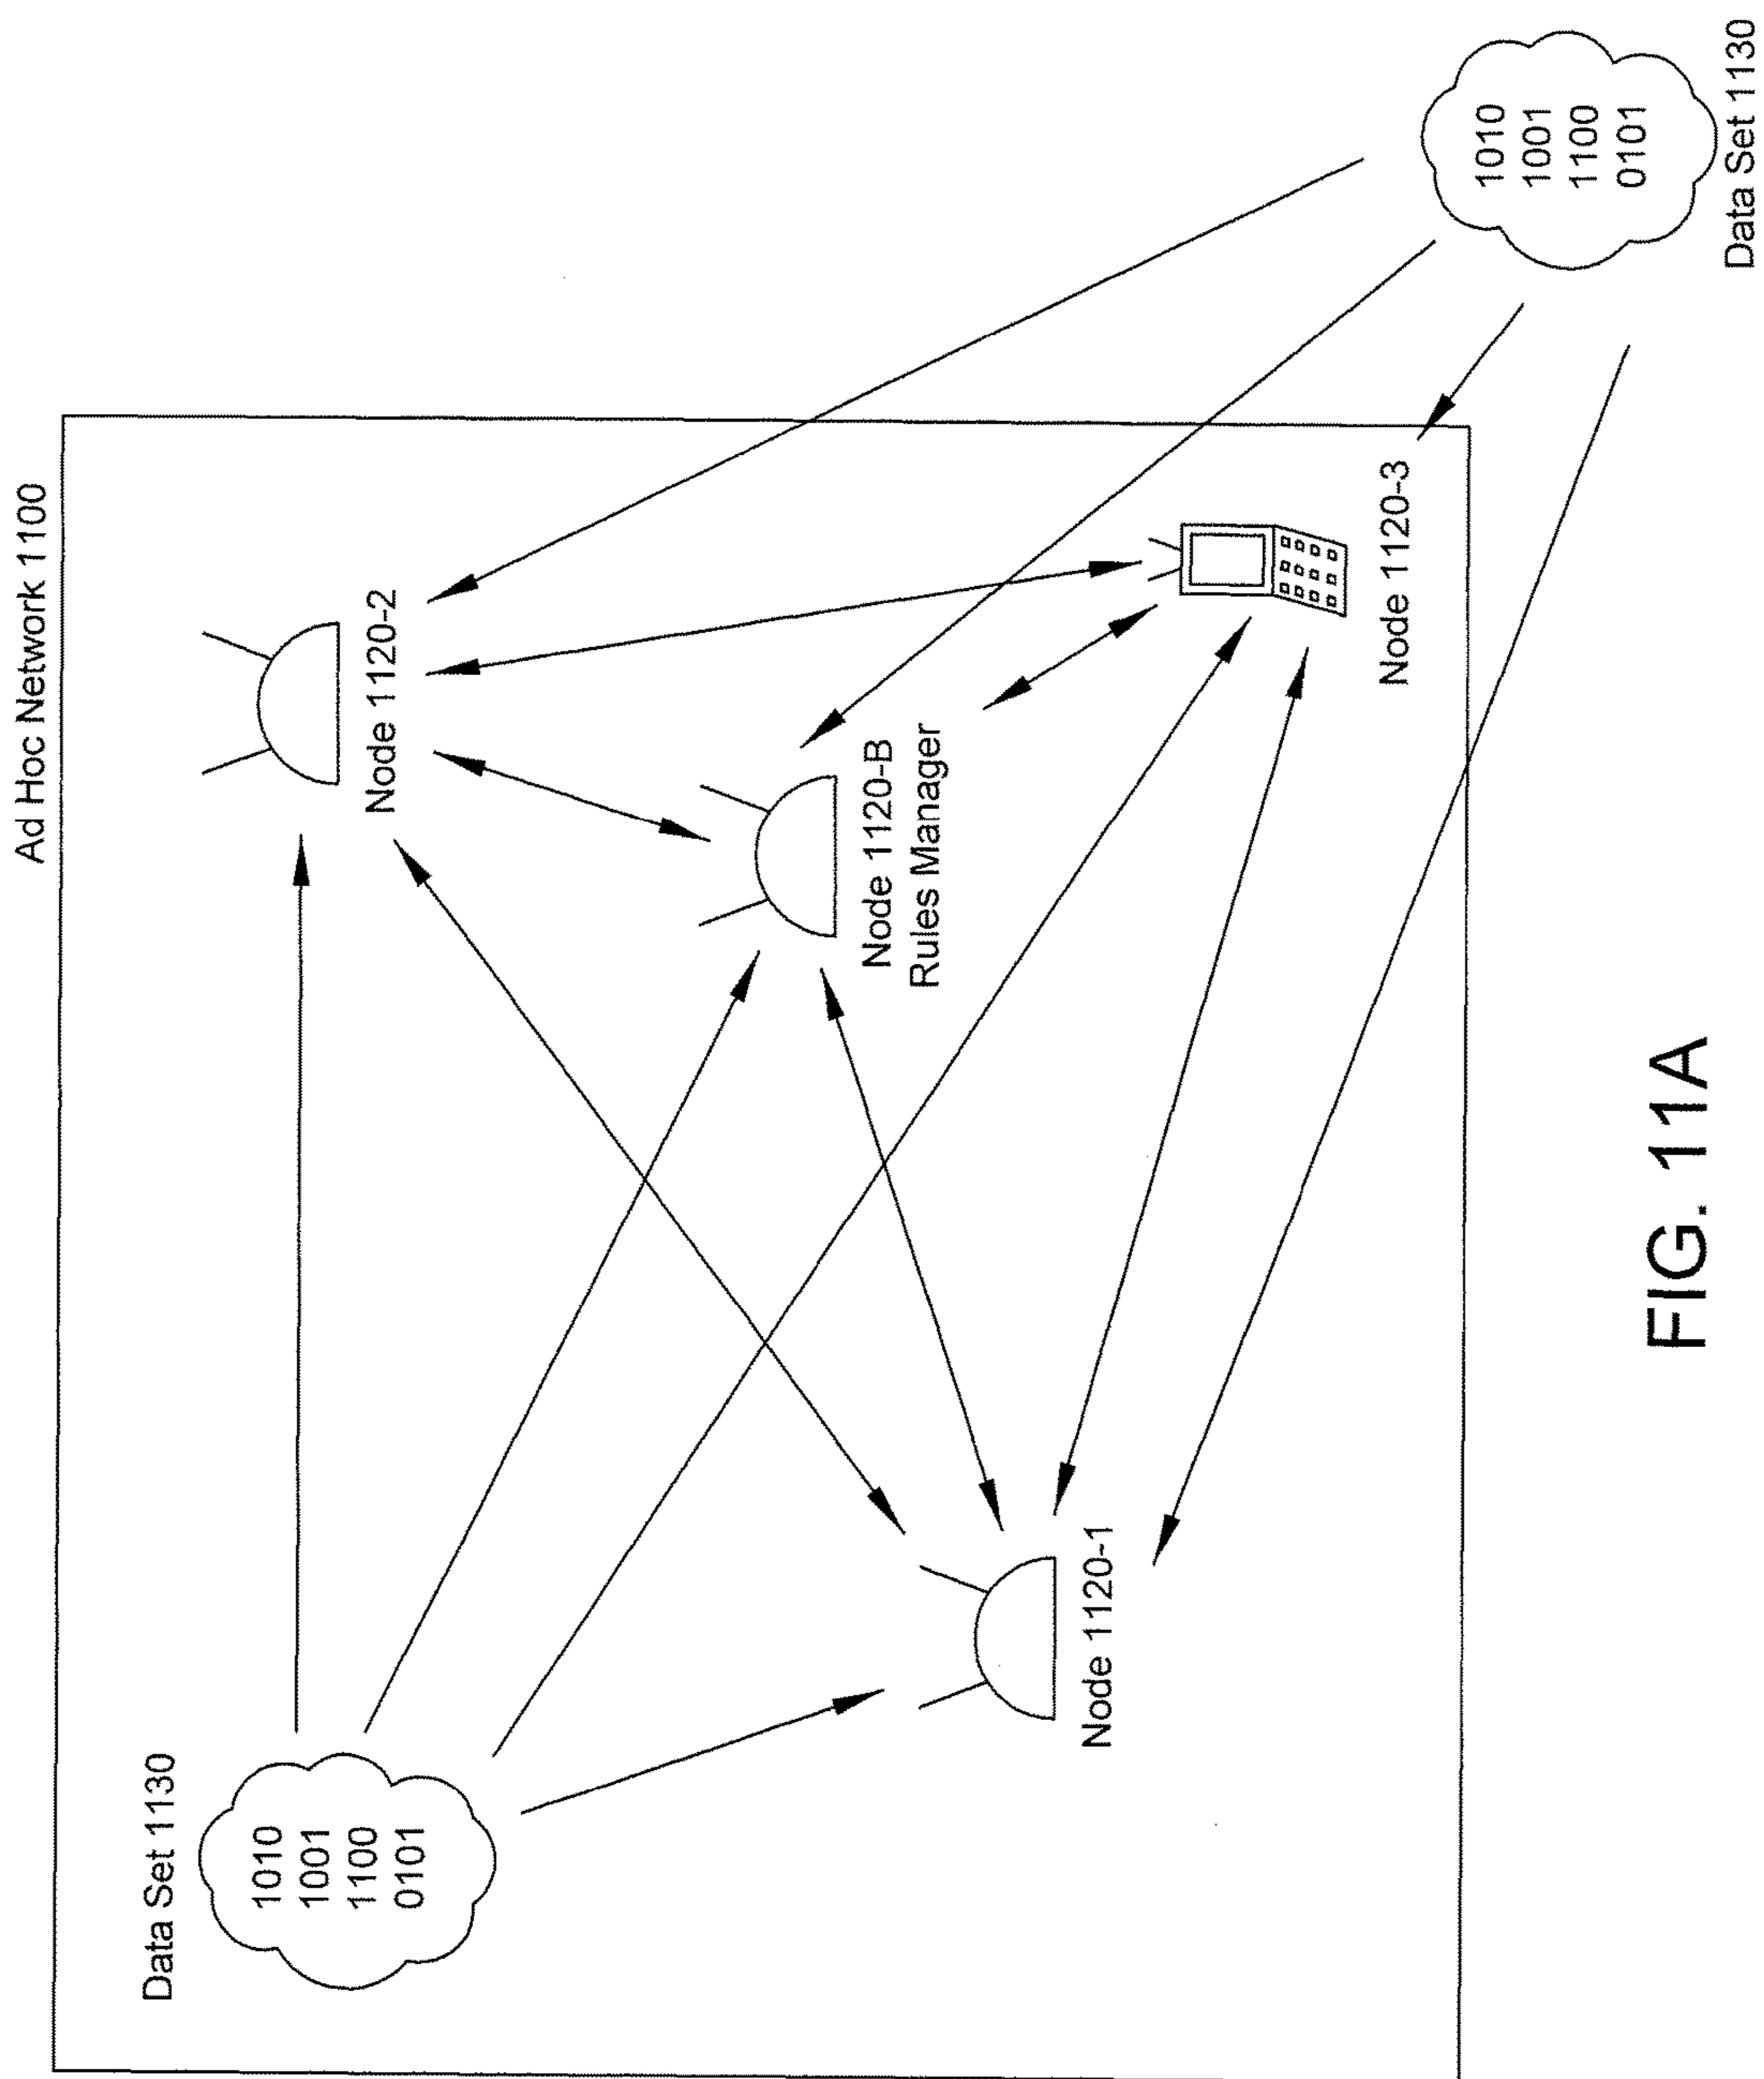 Ad Hoc Network 1100
Data Set 1130
1010
1001
1100
0101
Node 1120-2
Node 1120-B
Rules Manager
Node 1120-1
Node 1120-3
1010
1001
1100
0101
Data Set 1130
FIG. 11A